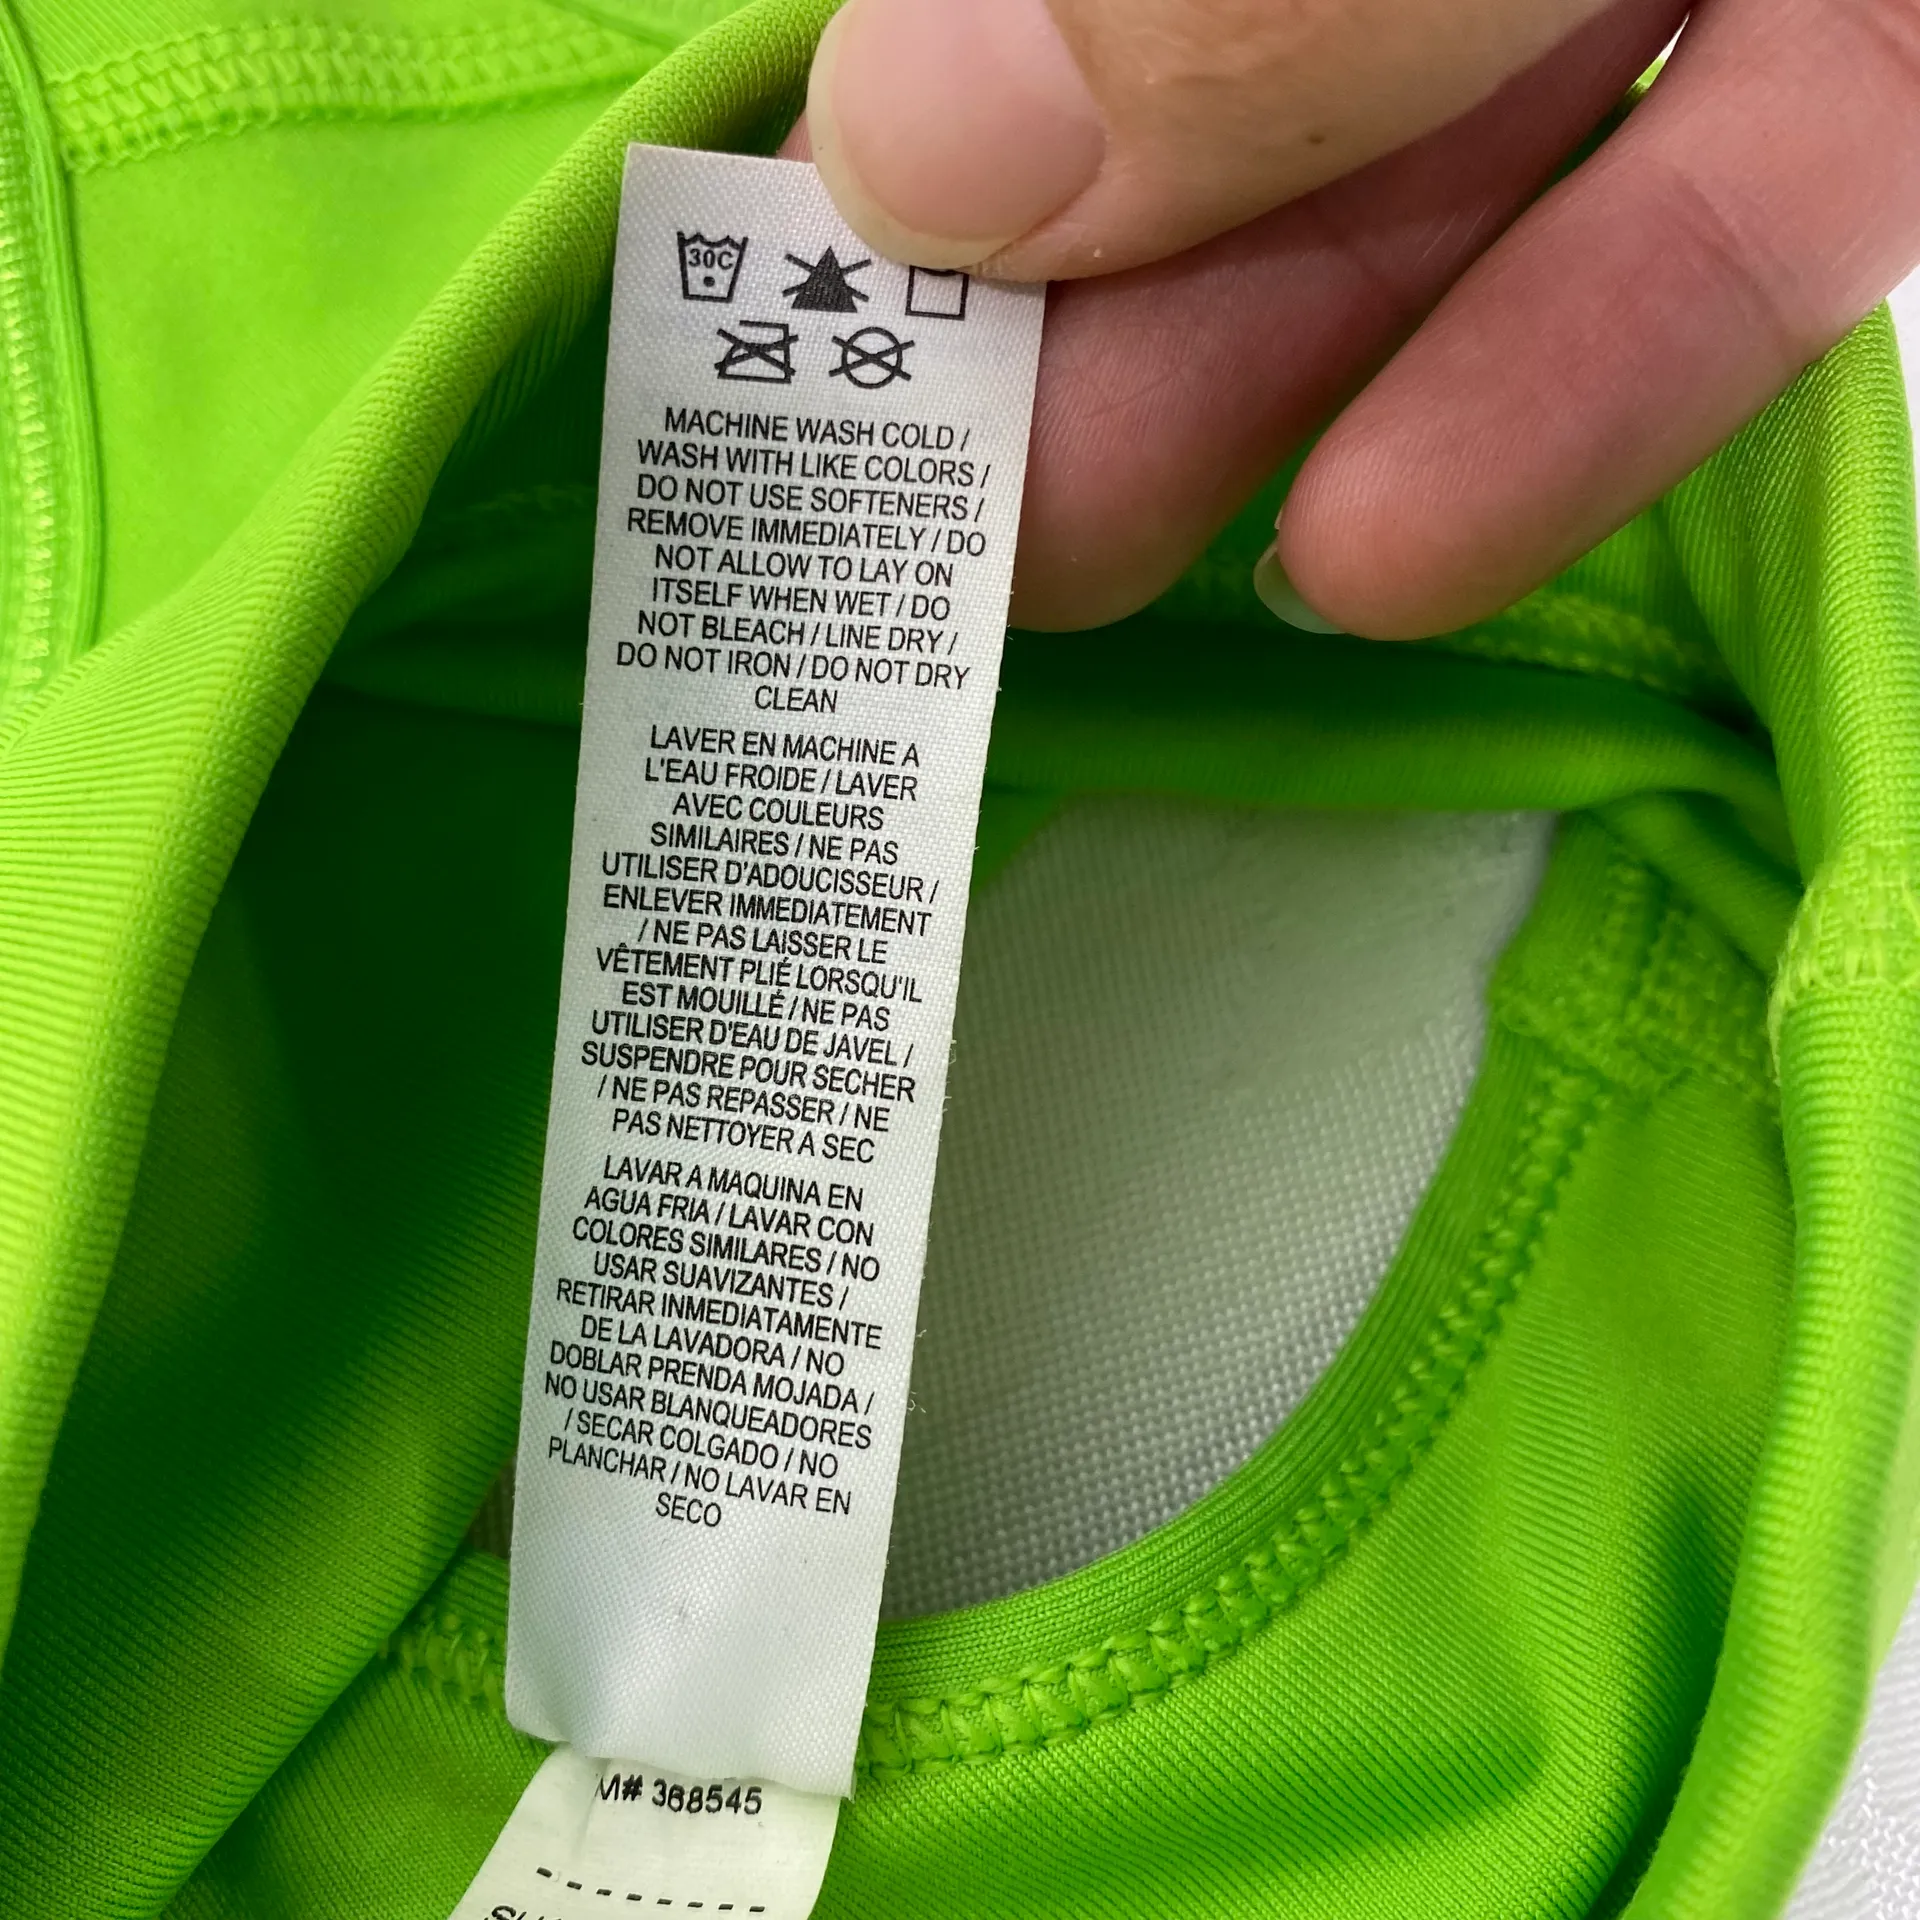 30C
MACHINE WASH COLD /
WASH WITH LIKE COLORS /
DO NOT USE SOFTENERS /
REMOVE IMMEDIATELY / DO
NOT ALLOW TO LAY ON
ITSELF WHEN WET / DO
NOT BLEACH / LINE DRY /
DO NOT IRON / DO NOT DRY
CLEAN
LAVER EN MACHINE A
L'EAU FROIDE / LAVER
AVEC COULEURS
SIMILAIRES / NE PAS
UTILISER D'ADOUCISSEUR /
ENLEVER IMMEDIATEMENT
/ NE PAS LAISSER LE
VÊTEMENT PLIÉ LORSQU'IL
EST MOUILLÉ / NE PAS
UTILISER D'EAU DE JAVEL /
SUSPENDRE POUR SECHER
/ NE PAS REPASSER / NE
PAS NETTOYER A SEC
LAVAR A MAQUINA EN
AGUA FRIA / LAVAR CON
COLORES SIMILARES / NO
USAR SUAVIZANTES /
RETIRAR INMEDIATAMENTE
DE LA LAVADORA / NO
DOBLAR PRENDA MOJADA /
NO USAR BLANQUEADORES
/ SECAR COLGADO / NO
PLANCHAR / NO LAVAR EN
SECO
M# 368545